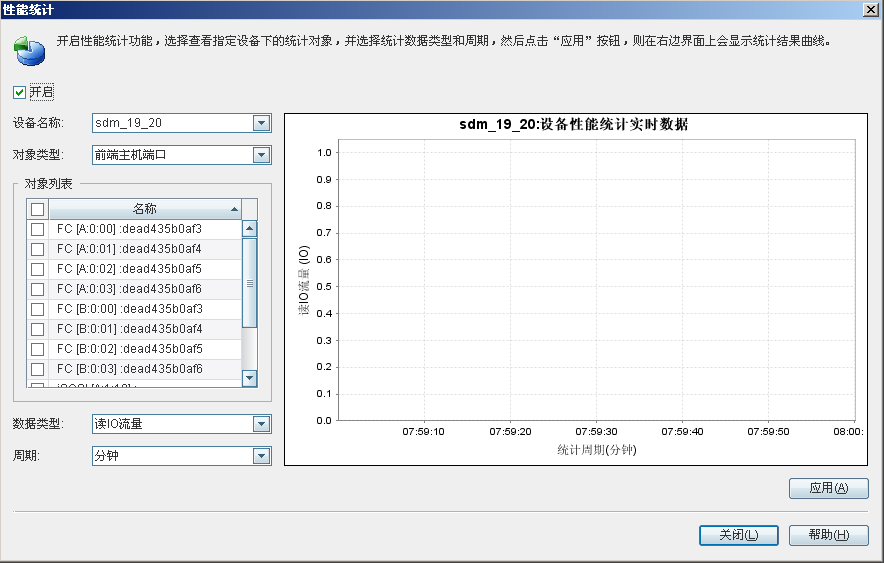 性能统计
开启性能统计功能，选择查看指定设备下的统计对象，并选择统计数据类型和周期，然后点击“应用”按钮，则在右边界面上会显示统计结果曲线。
开启
设备名称:
sdm_19_20
对象类型:
前端主机端口
对象列表
名称
FC [A:0:00] :dead435b0af3
FC [A:0:01] :dead435b0af4
FC [A:0:02] :dead435b0af5
FC [A:0:03] :dead435b0af6
FC [B:0:00] :dead435b0af3
FC [B:0:01] :dead435b0af4
FC [B:0:02] :dead435b0af5
FC [B:0:03] :dead435b0af6
数据类型:
读IO流量
周期:
分钟
sdm_19_20:设备性能统计实时数据
读IO流量 (IO)
1.0
0.9
0.8
0.7
0.6
0.5
0.4
0.3
0.2
0.1
0.0
07:59:10
07:59:20
07:59:30
07:59:40
07:59:50
08:00:
统计周期(分钟)
应用(A)
关闭(L)
帮助(H)